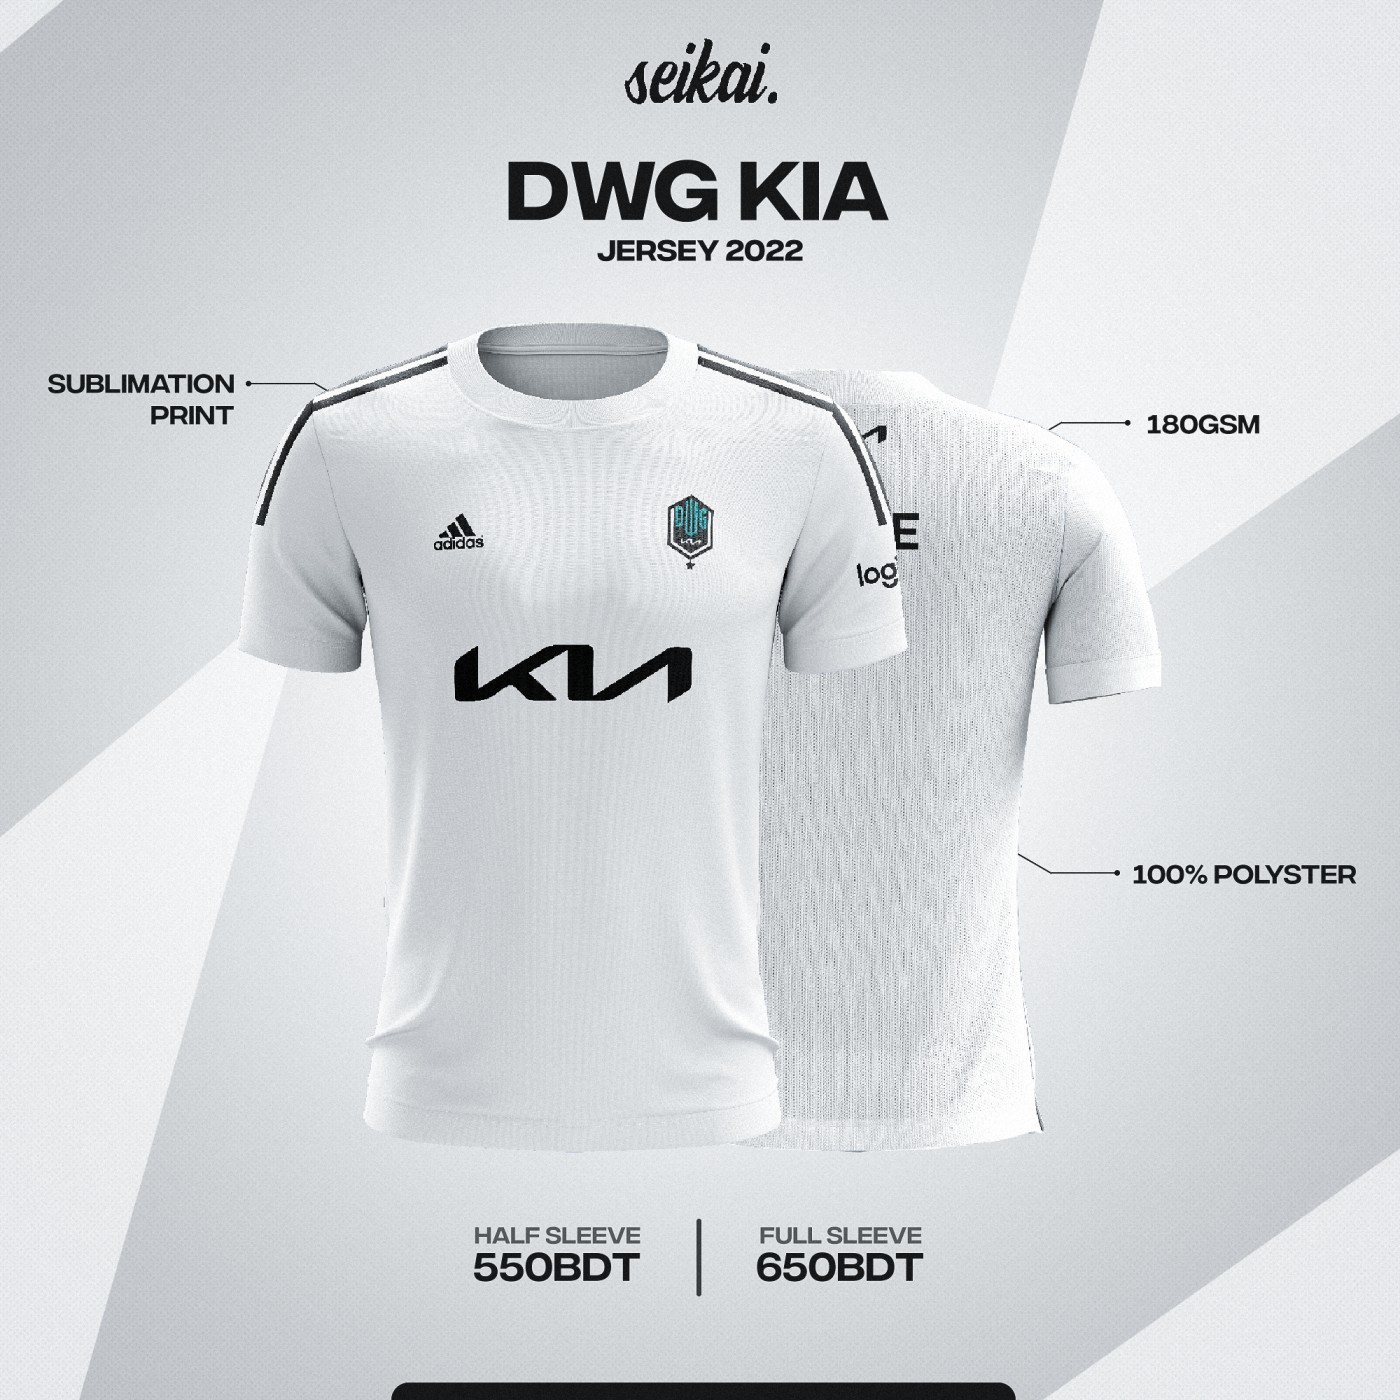 seikai.
DWG KIA
JERSEY 2022
SUBLIMATION
PRINT
180GSM
adidas
DWG
KIA
E
log
100% POLYSTER
HALF SLEEVE
550BDT
FULL SLEEVE
650BDT